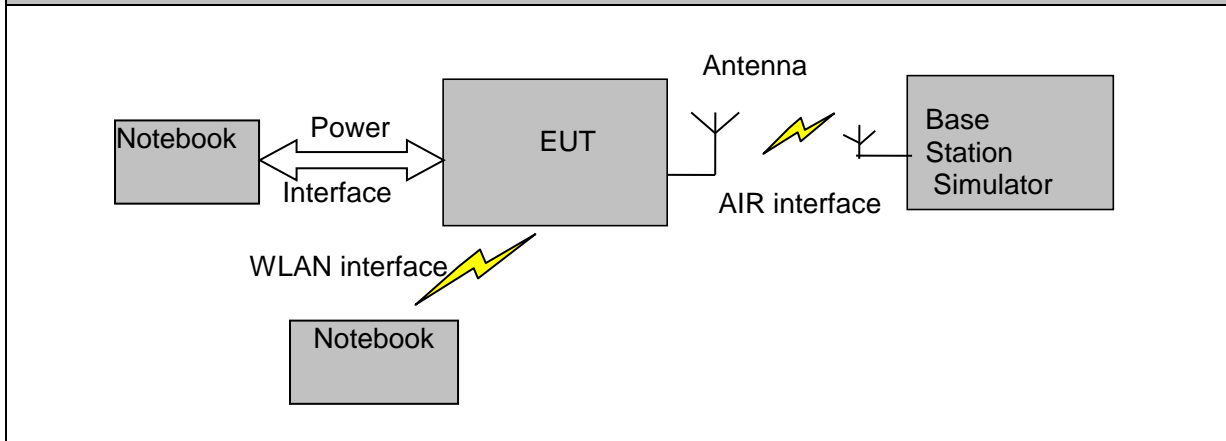 Antenna
Notebook
Power
Interface
EUT
Base
Station
Simulator
AIR interface
WLAN interface
Notebook